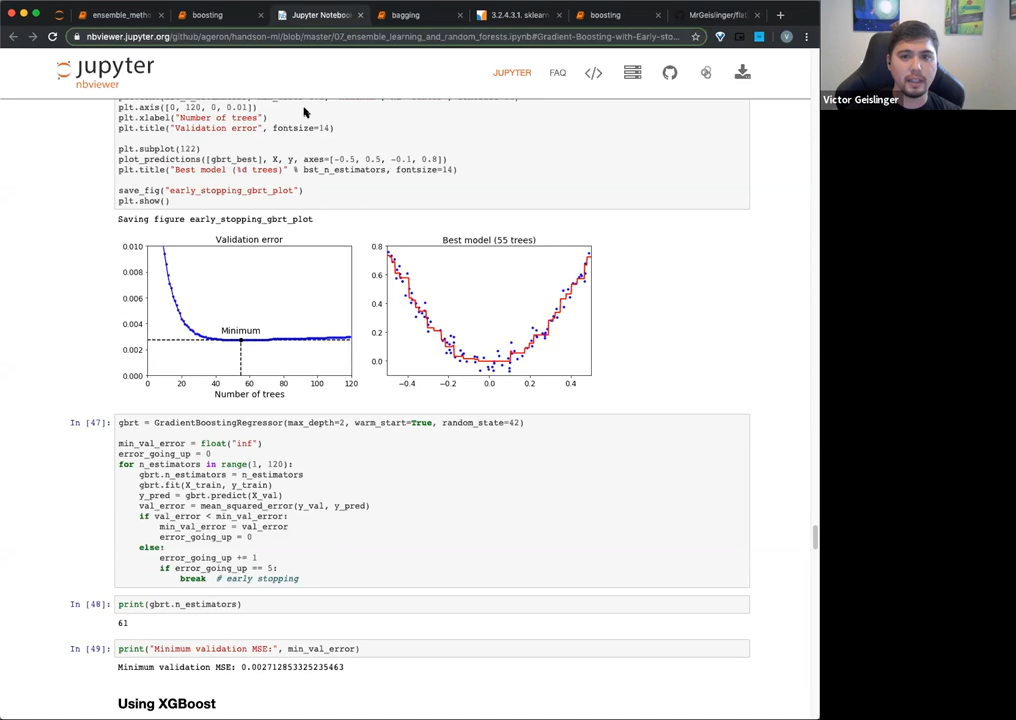 ensemble_metho
boosting
Jupyter Notebool
bagging
3.2.4.3.1. sklearn
boosting
MrGeislinger/flat
nbviewer.jupyter.org/github/ageron/handson-ml/blob/master/07_ensemble_learning_and_random_forests.ipynb#Gradient-Boosting-with-Early-sto...
V
jupyter
nbviewer
JUPYTER
FAQ
</>
Victor Geislinger
plt.axis([0, 120, 0, 0.01])
plt.xlabel("Number of trees")
plt.title("Validation error", fontsize=14)
plt.subplot(122)
plot_predictions([gbrt_best], X, y, axes=[-0.5, 0.5, -0.1, 0.8])
plt.title("Best model (%d trees)" % bst_n_estimators, fontsize=14)
save_fig("early_stopping_gbrt_plot")
plt.show()
Saving figure early_stopping_gbrt_plot
Validation error
0.010
0.008
0.006
0.004
0.002
0.000
Minimum
0 20 40 60 80 100 120
Number of trees
Best model (55 trees)
0.8
0.6
0.4
0.2
0.0
−0.4 −0.2 0.0 0.2 0.4
In [47]: gbrt = GradientBoostingRegressor(max_depth=2, warm_start=True, random_state=42)
min_val_error = float("inf")
error_going_up = 0
for n_estimators in range(1, 120):
gbrt.n_estimators = n_estimators
gbrt.fit(X_train, y_train)
y_pred = gbrt.predict(X_val)
val_error = mean_squared_error(y_val, y_pred)
if val_error < min_val_error:
min_val_error = val_error
error_going_up = 0
else:
error_going_up += 1
if error_going_up == 5:
break # early stopping
In [48]: print(gbrt.n_estimators)
61
In [49]: print("Minimum validation MSE:", min_val_error)
Minimum validation MSE: 0.002712853325235463
Using XGBoost